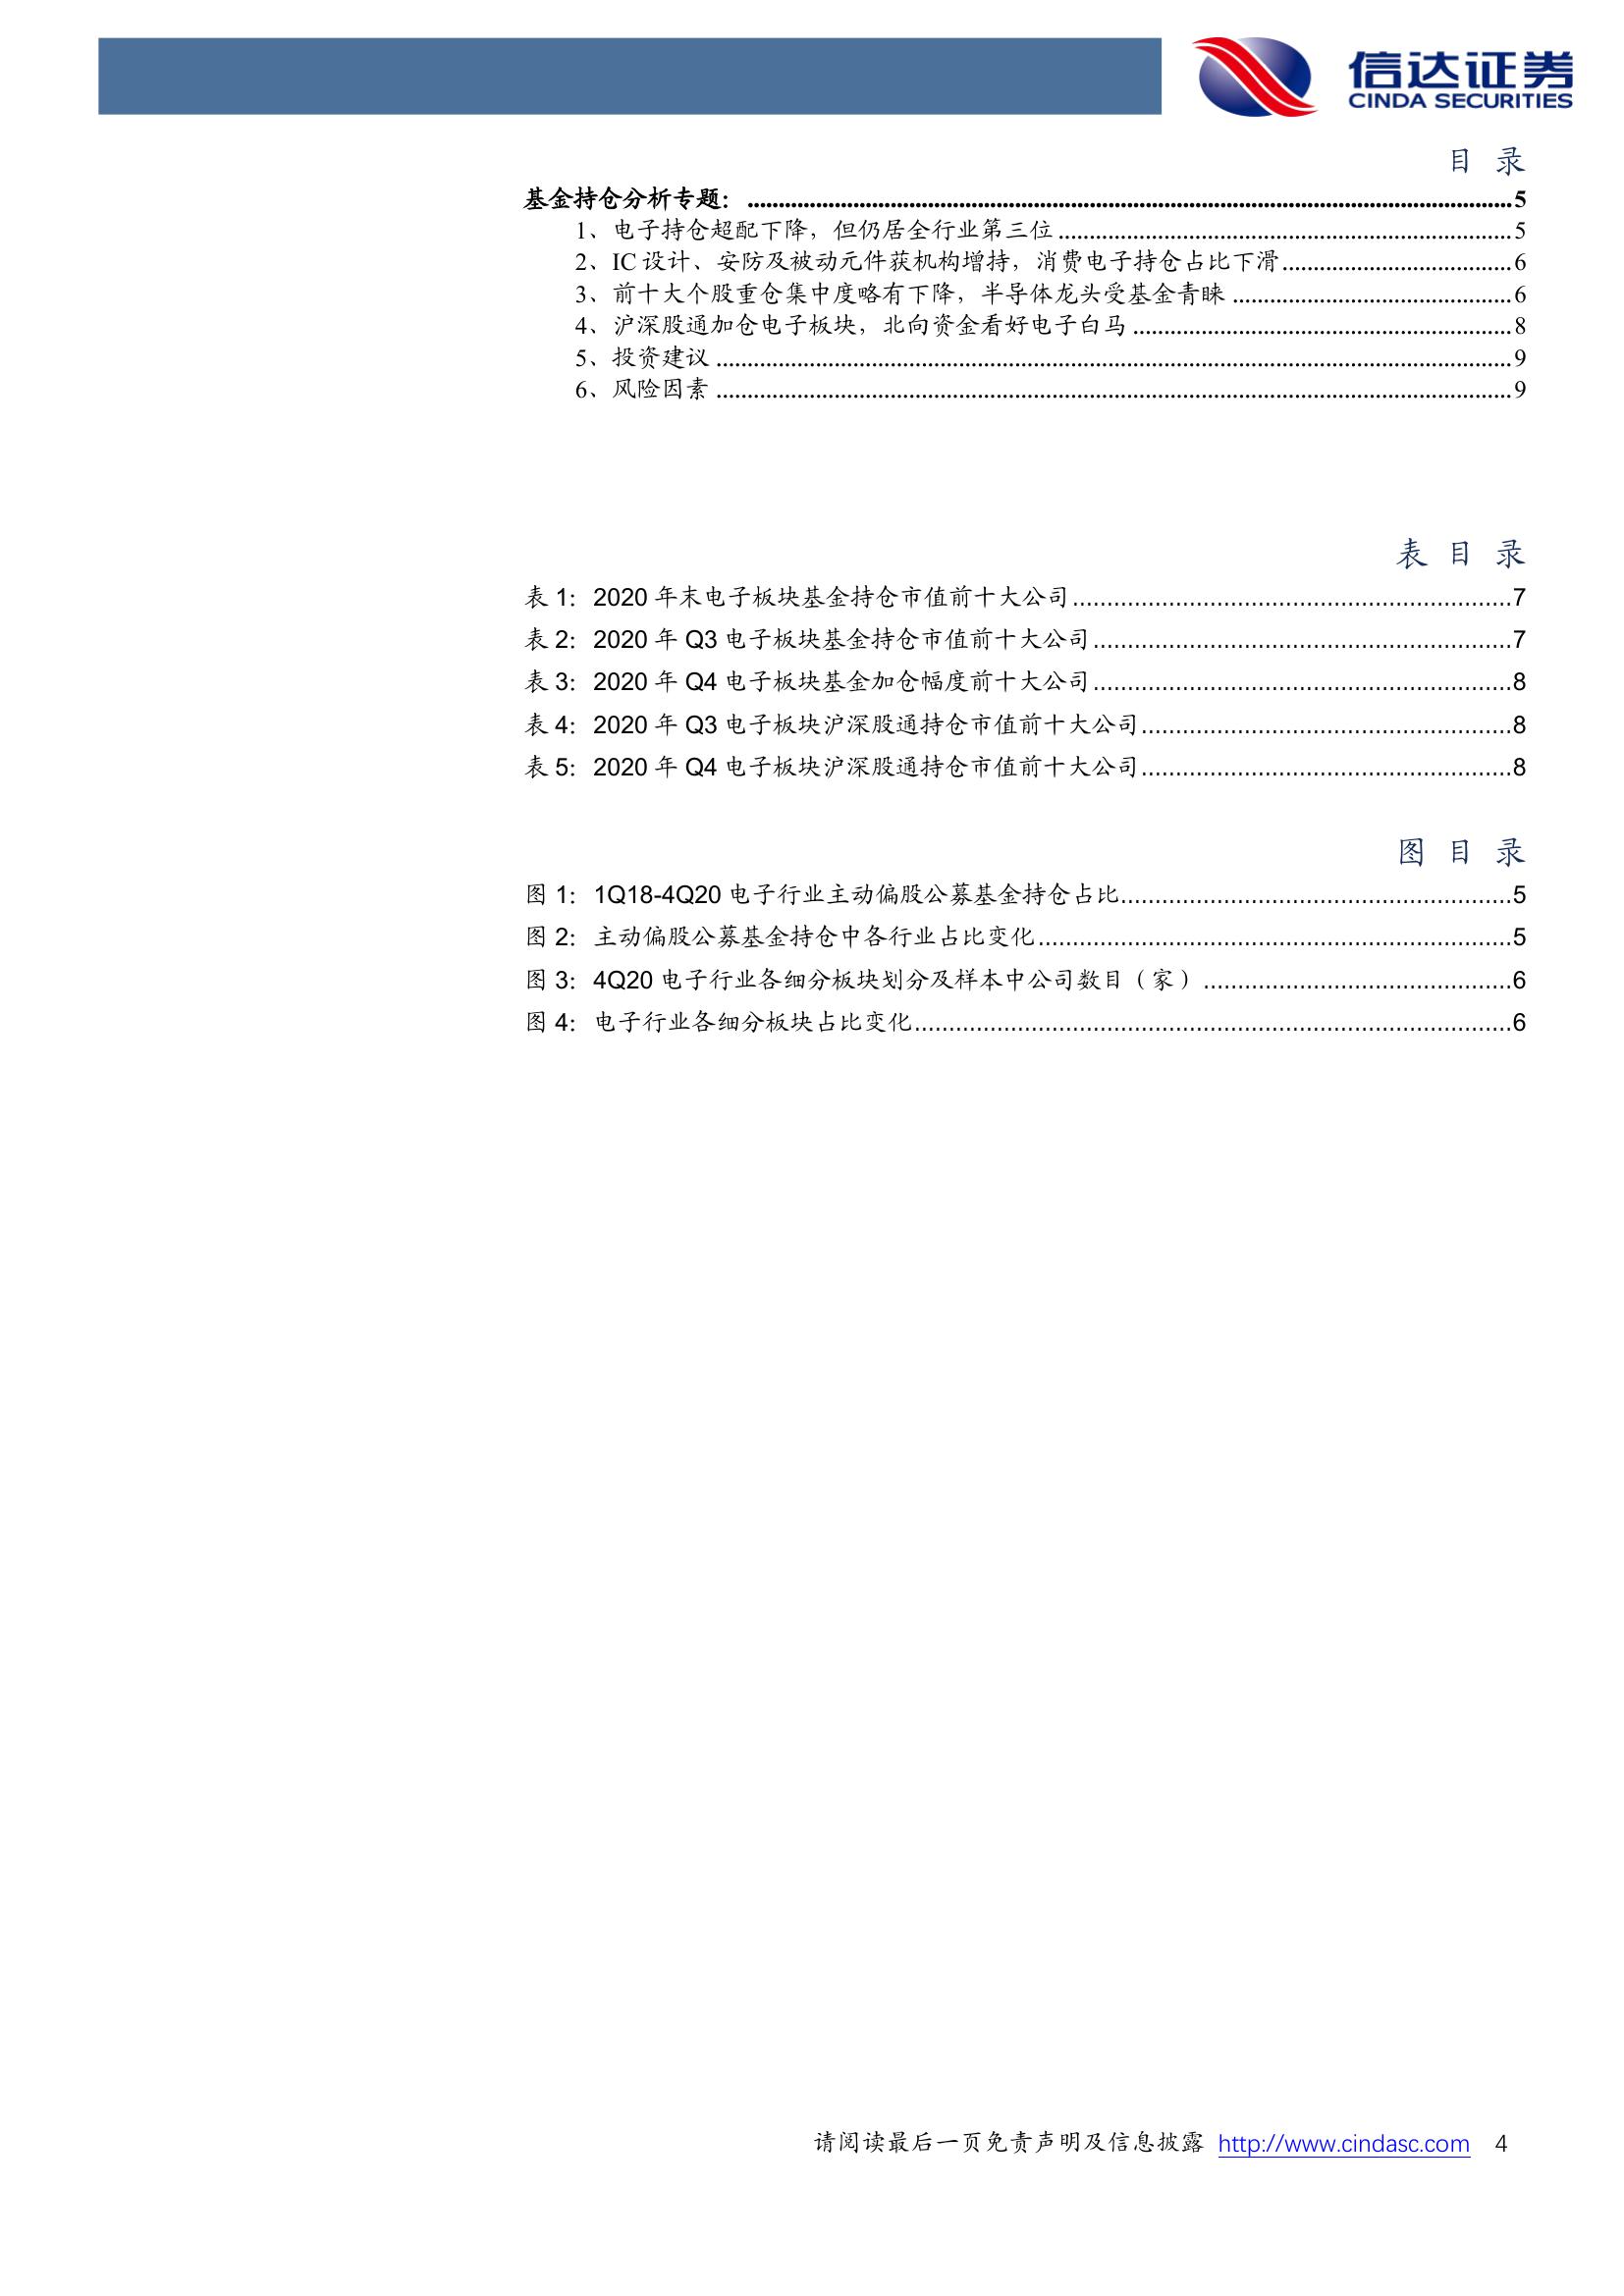 信达证券
CINDA SECURITIES
目 录
基金持仓分析专题： ........................................ 5
1、电子持仓超配下降，但仍居全行业第三位 ........................................ 5
2、IC 设计、安防及被动元件获机构增持，消费电子持仓占比下滑 ........................................ 6
3、前十大个股重仓集中度略有下降，半导体龙头受基金青睐 ........................................ 6
4、沪深股通加仓电子板块，北向资金看好电子白马 ........................................ 8
5、投资建议 ........................................ 9
6、风险因素 ........................................ 9
表 目 录
表 1：2020 年末电子板块基金持仓市值前十大公司 ........................................ 7
表 2：2020 年 Q3 电子板块基金持仓市值前十大公司 ........................................ 7
表 3：2020 年 Q4 电子板块基金加仓幅度前十大公司 ........................................ 8
表 4：2020 年 Q3 电子板块沪深股通持仓市值前十大公司 ........................................ 8
表 5：2020 年 Q4 电子板块沪深股通持仓市值前十大公司 ........................................ 8
图 目 录
图 1：1Q18-4Q20 电子行业主动偏股公募基金持仓占比 ........................................ 5
图 2：主动偏股公募基金持仓中各行业占比变化 ........................................ 5
图 3：4Q20 电子行业各细分板块划分及样本中公司数目（家） ........................................ 6
图 4：电子行业各细分板块占比变化 ........................................ 6
请阅读最后一页免责声明及信息披露 http://www.cindasc.com 4